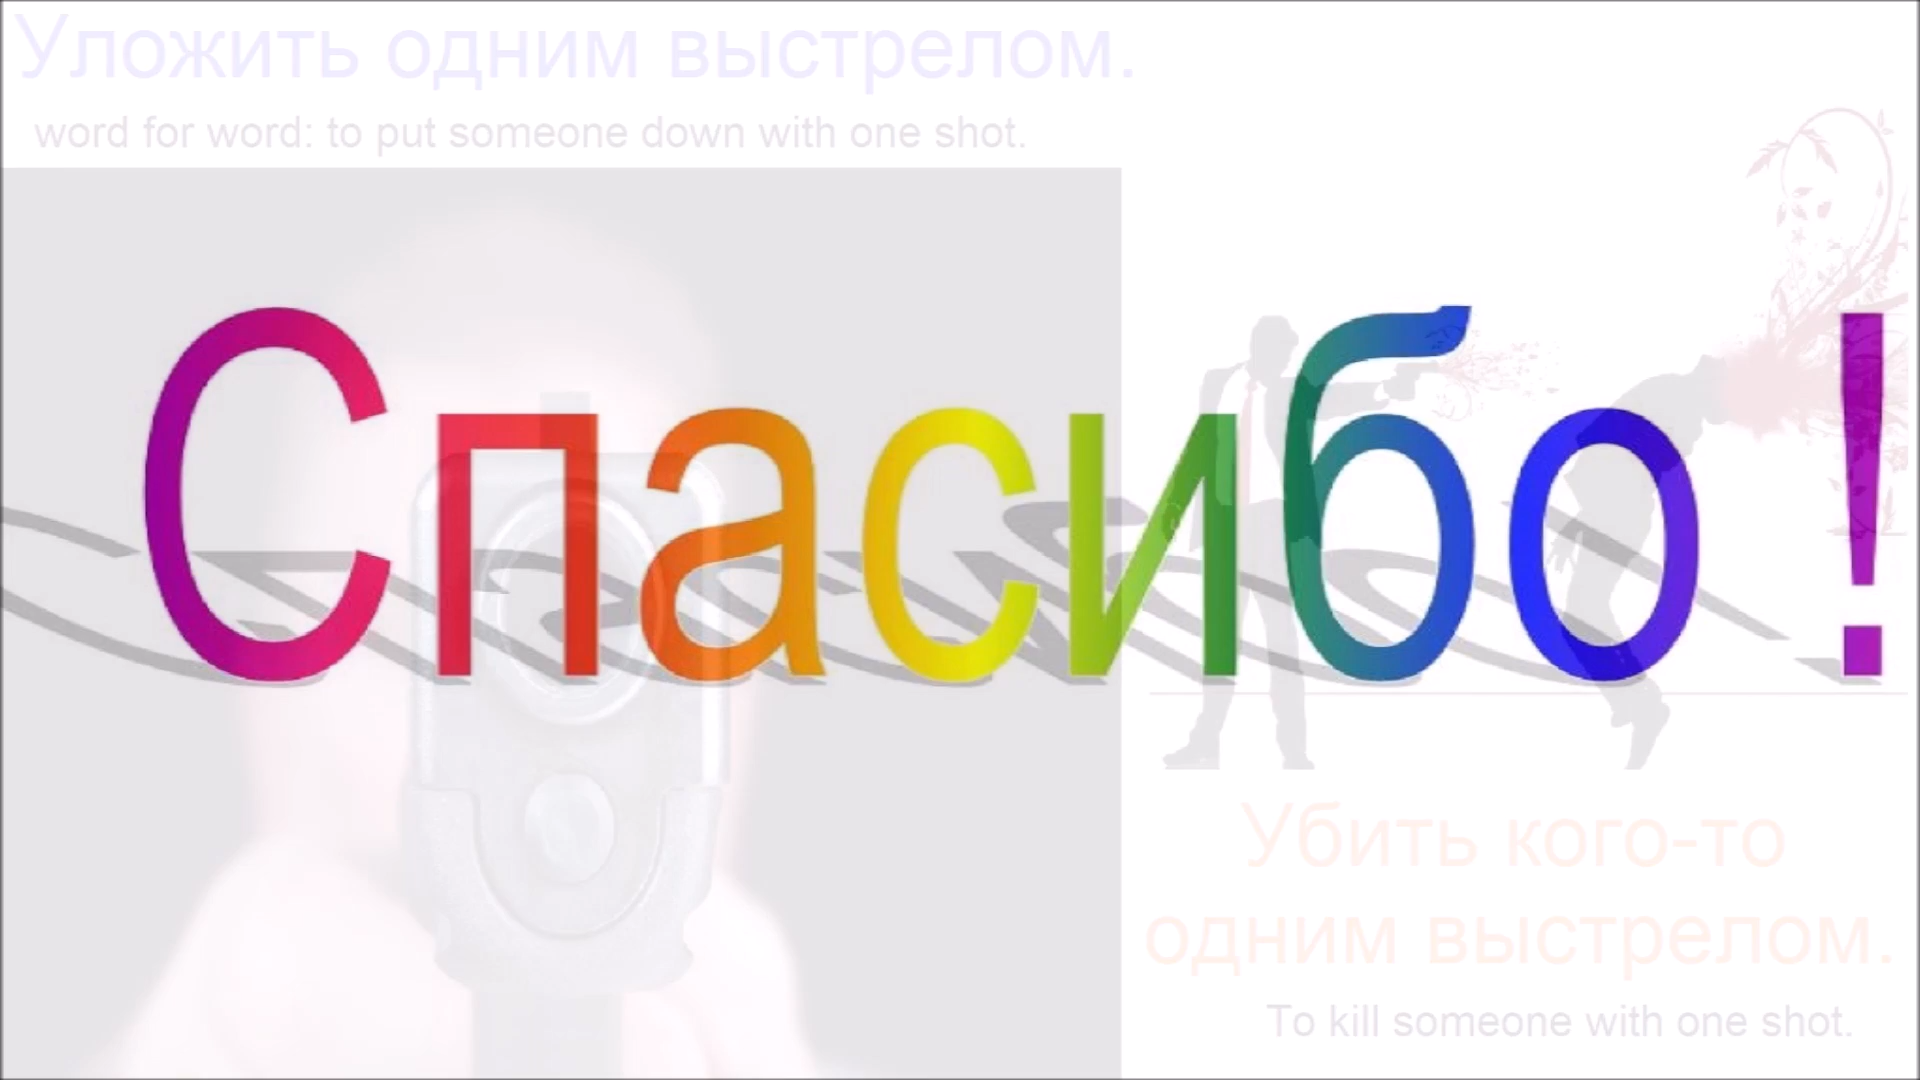 Уложить одним выстрелом.
word for word: to put someone down with one shot.
Спасибо !
Убить кого-то
одним выстрелом.
To kill someone with one shot.